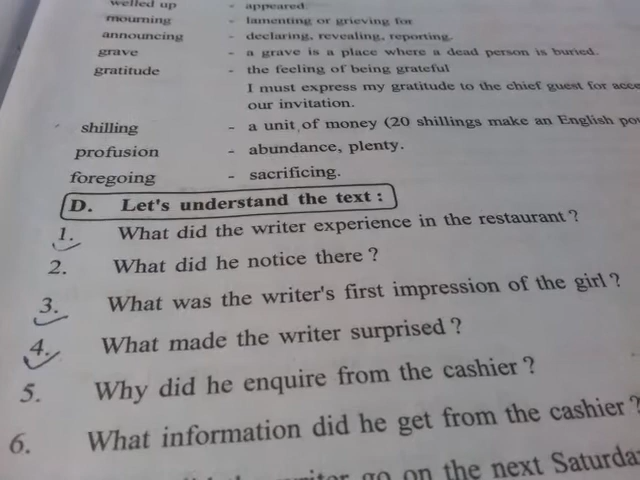 welled up - appeared.
mourning - lamenting or grieving for
announcing - declaring, revealing, reporting.
grave - a grave is a place where a dead person is buried.
gratitude - the feeling of being grateful
I must express my gratitude to the chief guest for
our invitation.
shilling - a unit of money (20 shillings make an English
profusion - abundance, plenty.
foregoing - sacrificing.
D. Let's understand the text :
1. What did the writer experience in the restaurant ?
2. What did he notice there ?
3. What was the writer's first impression of the girl ?
4. What made the writer surprised ?
5. Why did he enquire from the cashier ?
6. What information did he get from the cashier ?
go on the next